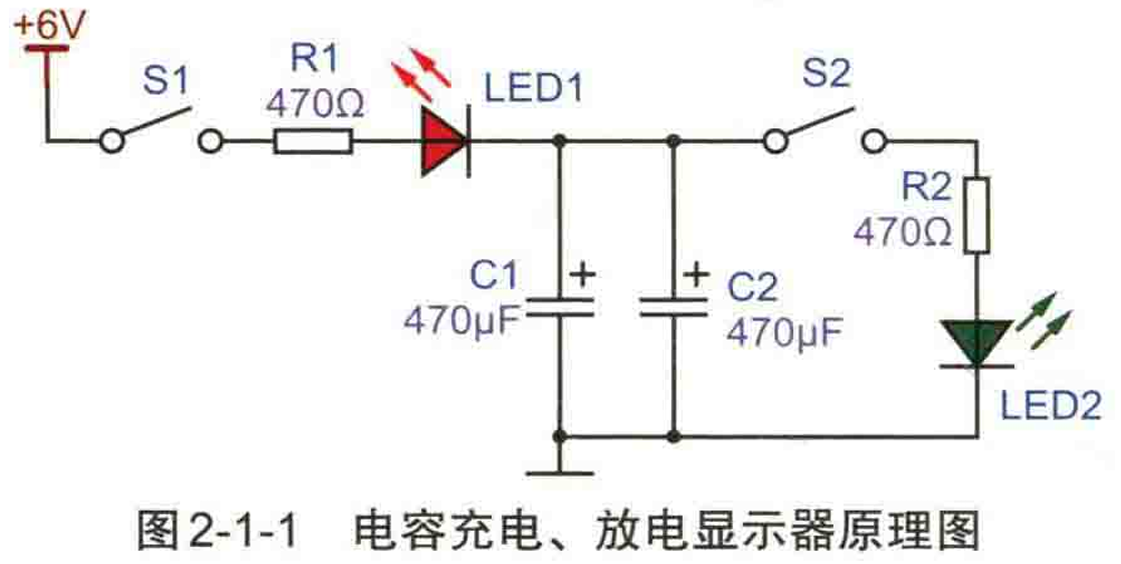 +6V
S1
R1
470Ω
LED1
S2
R2
470Ω
C1
470μF
+
+
C2
470μF
LED2
图2-1-1 电容充电、放电显示器原理图